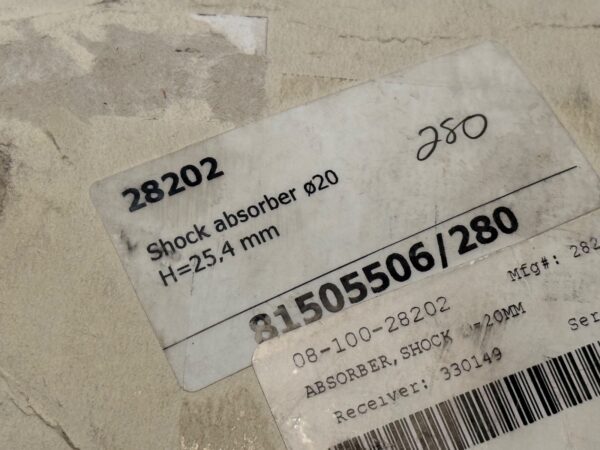 28202
280
Shock absorber ø20
H=25,4 mm
81505506/280
08-100-28202
Mfg#: 282
ABSORBER, SHOCK =20MM
Receiver: 330149
Ser